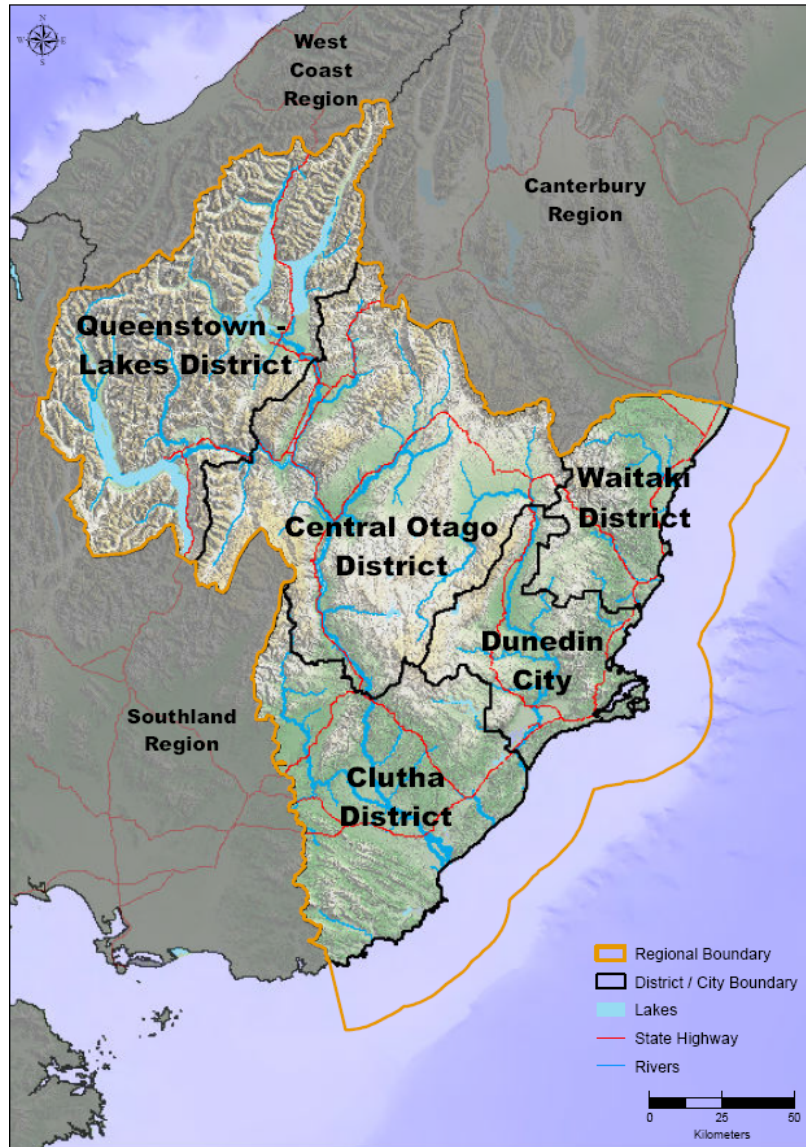 N
W
E
S
West
Coast
Region
Canterbury
Region
Queenstown -
Lakes District
Waitaki
District
Central Otago
District
Dunedin
City
Southland
Region
Clutha
District
Regional Boundary
District / City Boundary
Lakes
State Highway
Rivers
0 25 50
Kilometers